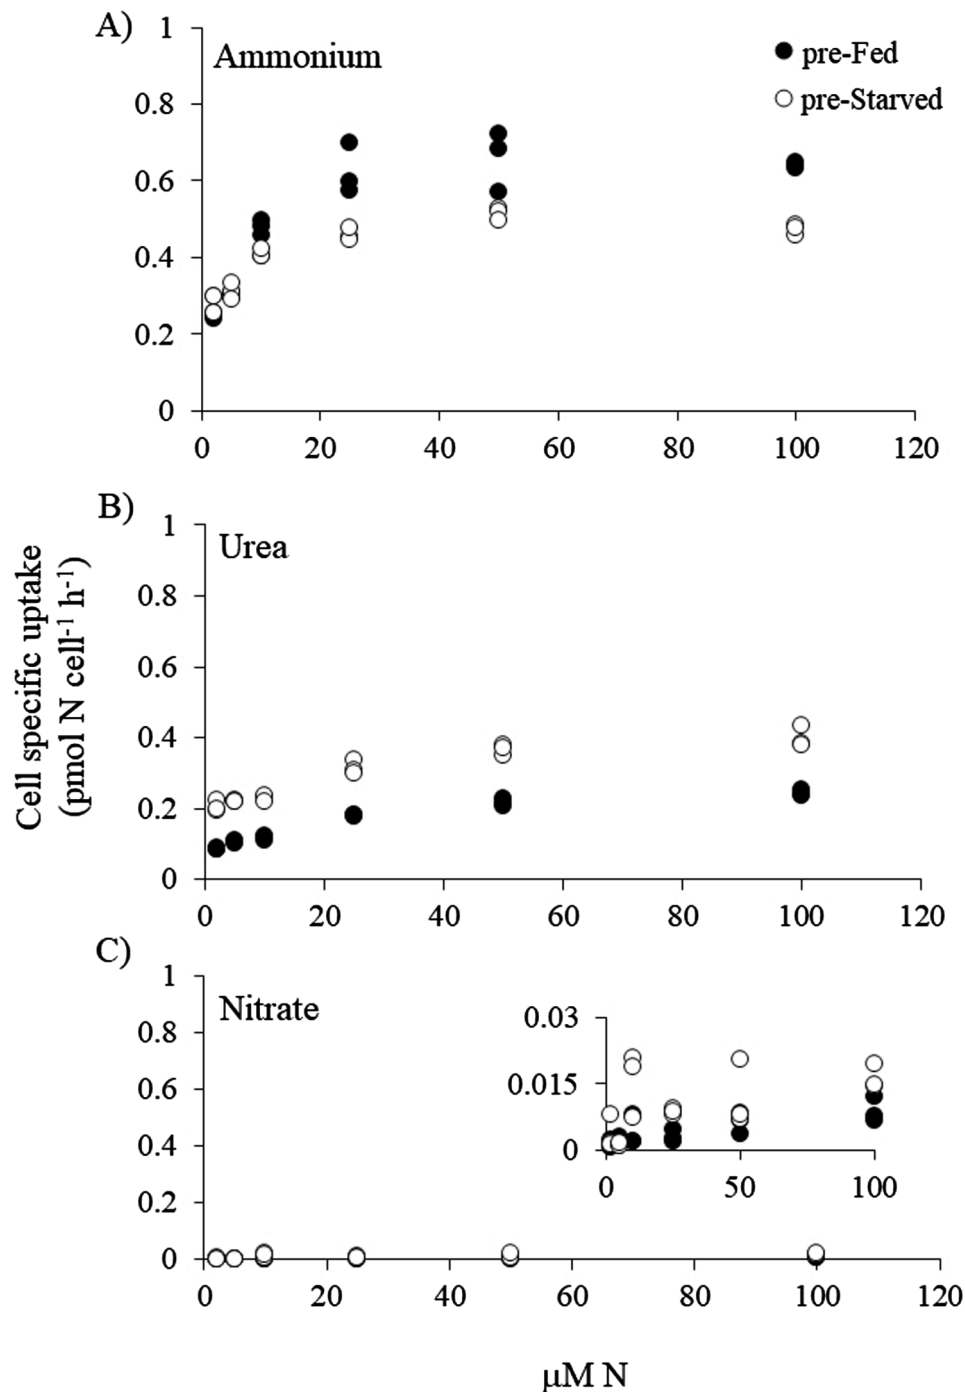 A)
Ammonium
pre-Fed
pre-Starved
1
0.8
0.6
0.4
0.2
0
0 20 40 60 80 100 120
B)
Urea
1
0.8
0.6
0.4
0.2
0
0 20 40 60 80 100 120
Cell specific uptake
(pmol N cell⁻¹ h⁻¹)
C)
Nitrate
1
0.8
0.6
0.4
0.2
0
0 20 40 60 80 100 120
0.03
0.015
0
0 50 100
μM N